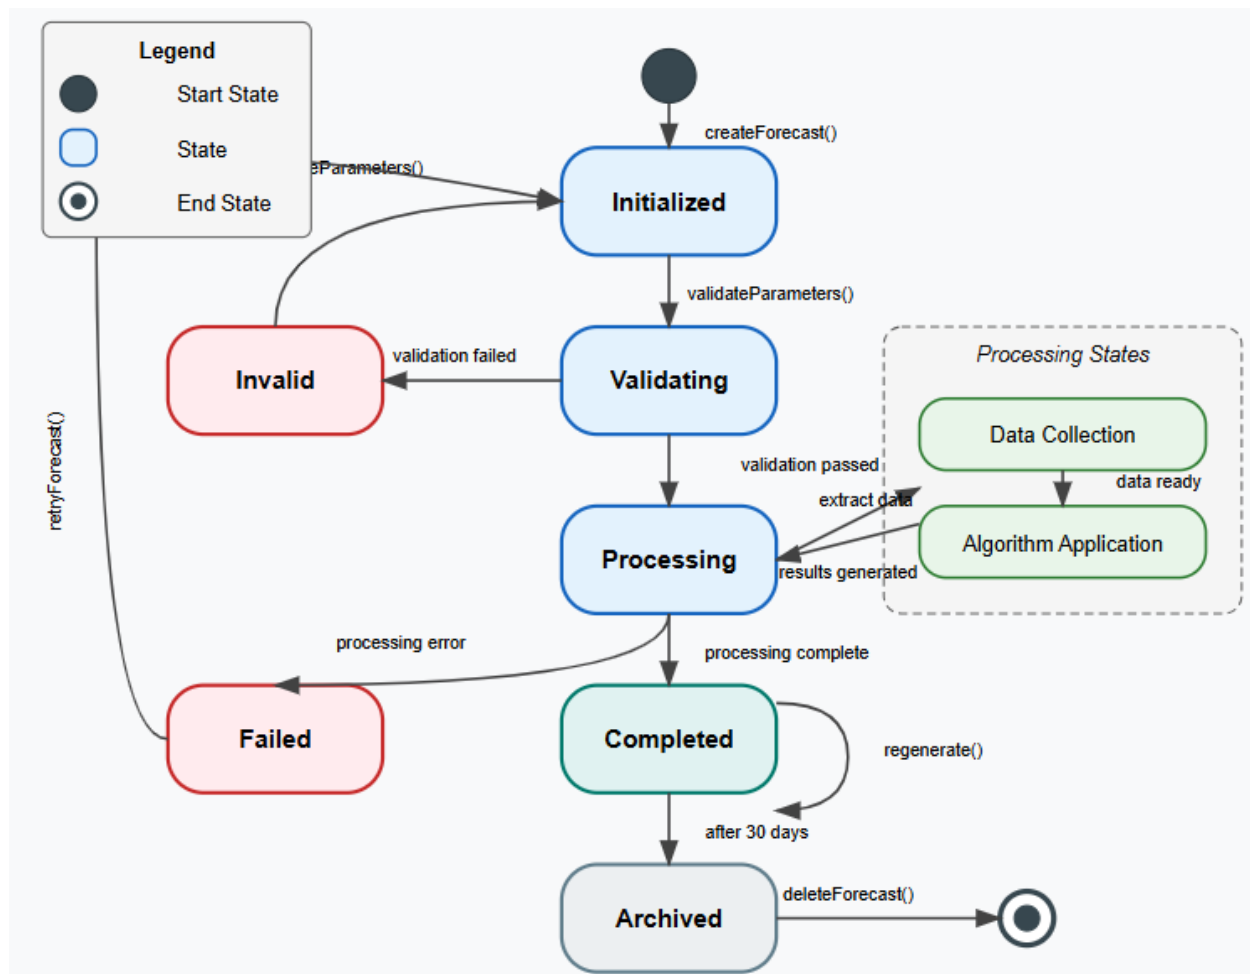 Legend
Start State
State
End State
createForecast()
eParameters()
Initialized
validateParameters()
Invalid
validation failed
Validating
Processing States
Data Collection
data ready
Algorithm Application
validation passed
extract data
results generated
retryForecast()
Processing
processing error
processing complete
Failed
Completed
regenerate()
after 30 days
Archived
deleteForecast()